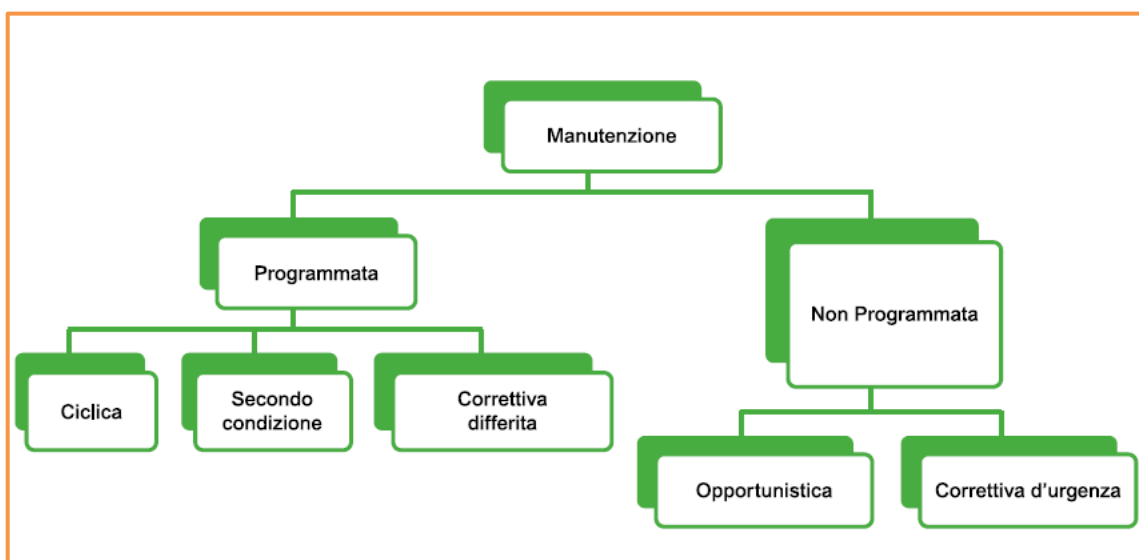 Manutenzione
Programmata
Non Programmata
Ciclica
Secondo
condizione
Correttiva
differita
Opportunistica
Correttiva d'urgenza